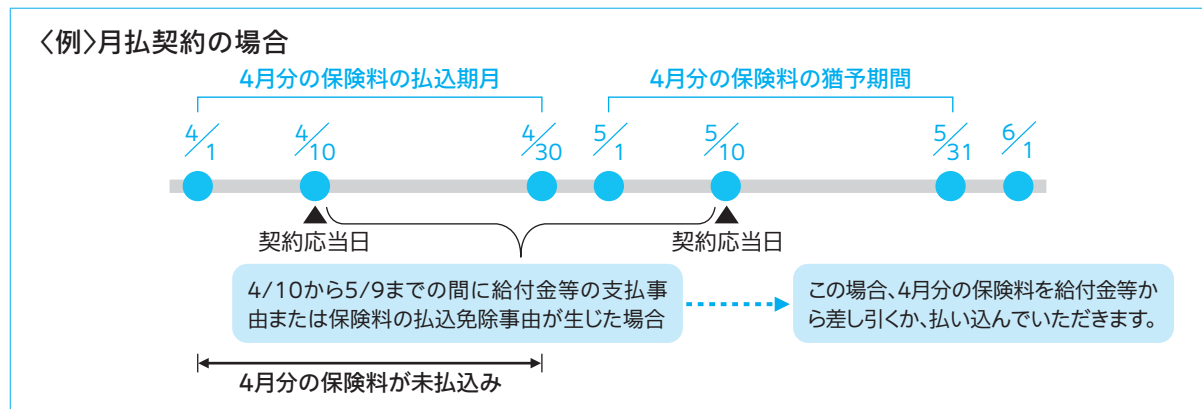 〈例〉月払契約の場合
4月分の保険料の払込期月
4月分の保険料の猶予期間
4/1 4/10 4/30 5/1 5/10 5/31 6/1
契約応当日 契約応当日
4/10から5/9までの間に給付金等の支払事
由または保険料の払込免除事由が生じた場合
この場合、4月分の保険料を給付金等か
ら差し引くか、払い込んでいただきます。
4月分の保険料が未払込み